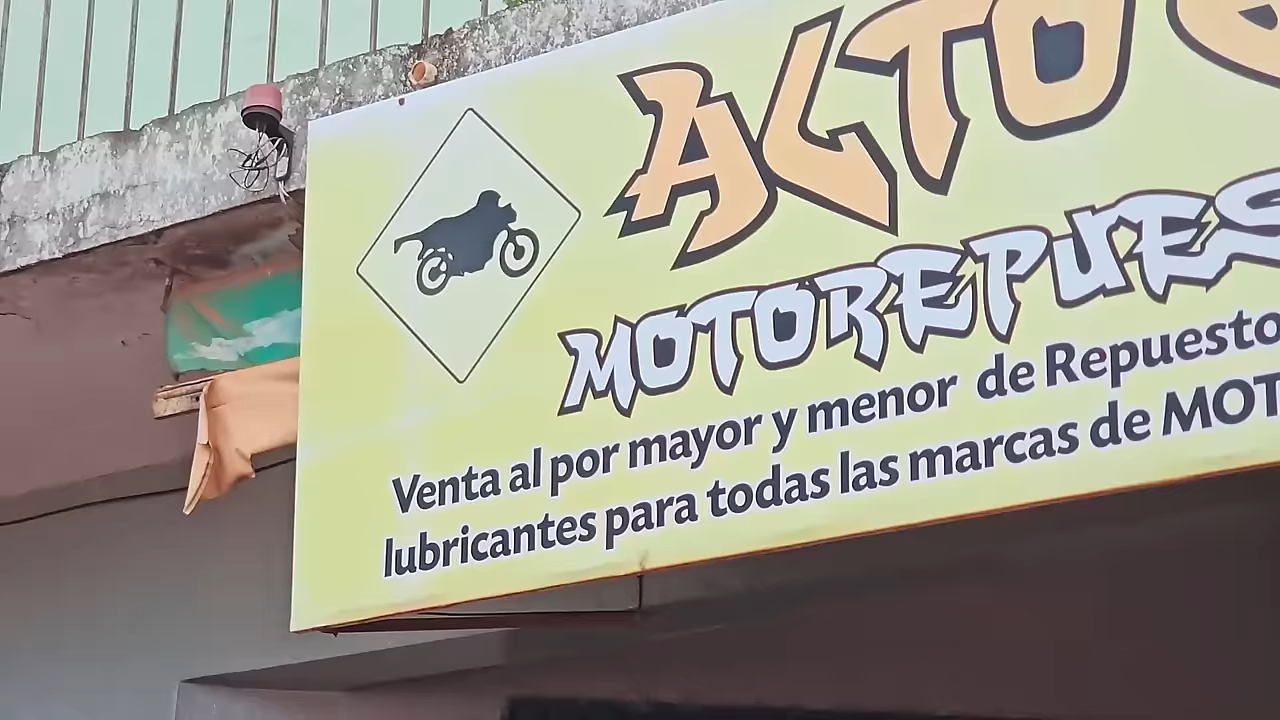 ALTO
MOTOREPUES
Venta al por mayor y menor de Repuesto
lubricantes para todas las marcas de MOT